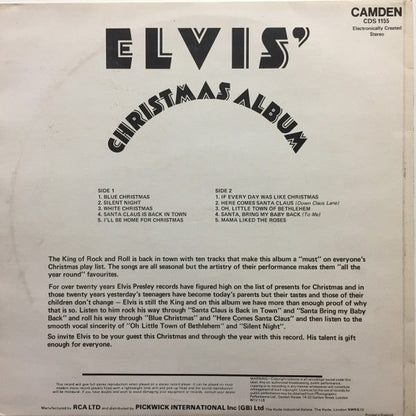 CAMDEN
CDS 1155
Electronically Created
Stereo
ELVIS'
CHRISTMAS ALBUM
SIDE 1
1. BLUE CHRISTMAS
2. SILENT NIGHT
3. WHITE CHRISTMAS
4. SANTA CLAUS IS BACK IN TOWN
5. I'LL BE HOME FOR CHRISTMAS
SIDE 2
1. IF EVERY DAY WAS LIKE CHRISTMAS
2. HERE COMES SANTA CLAUS (Down Claus Lane)
3. OH, LITTLE TOWN OF BETHLEHEM
4. SANTA, BRING MY BABY BACK (To Me)
5. MAMA LIKED THE ROSES
The King of Rock and Roll is back in town with ten tracks that make this album a "must" on everyone's
Christmas play list. The songs are all seasonal but the artistry of their performance makes them "all the
year round" favourites.
For over twenty years Elvis Presley records have figured high on the list of presents for Christmas and in
those twenty years yesterday's teenagers have become today's parents but their tastes and those of their
children don't change – Elvis is still the King and on this album we have more than enough proof of why
that is so. Listen to him rock his way through "Santa Claus is Back in Town" and "Santa Bring my Baby
Back" and roll his way through "Blue Christmas" and "Here Comes Santa Claus" and then listen to the
smooth vocal sincerity of "Oh Little Town of Bethlehem" and "Silent Night".
So invite Elvis to be your guest this Christmas and through the year with this record. His talent is
enough for everyone.
Manufactured by RCA LTD and distributed by PICKWICK INTERNATIONAL Inc (GB) Ltd